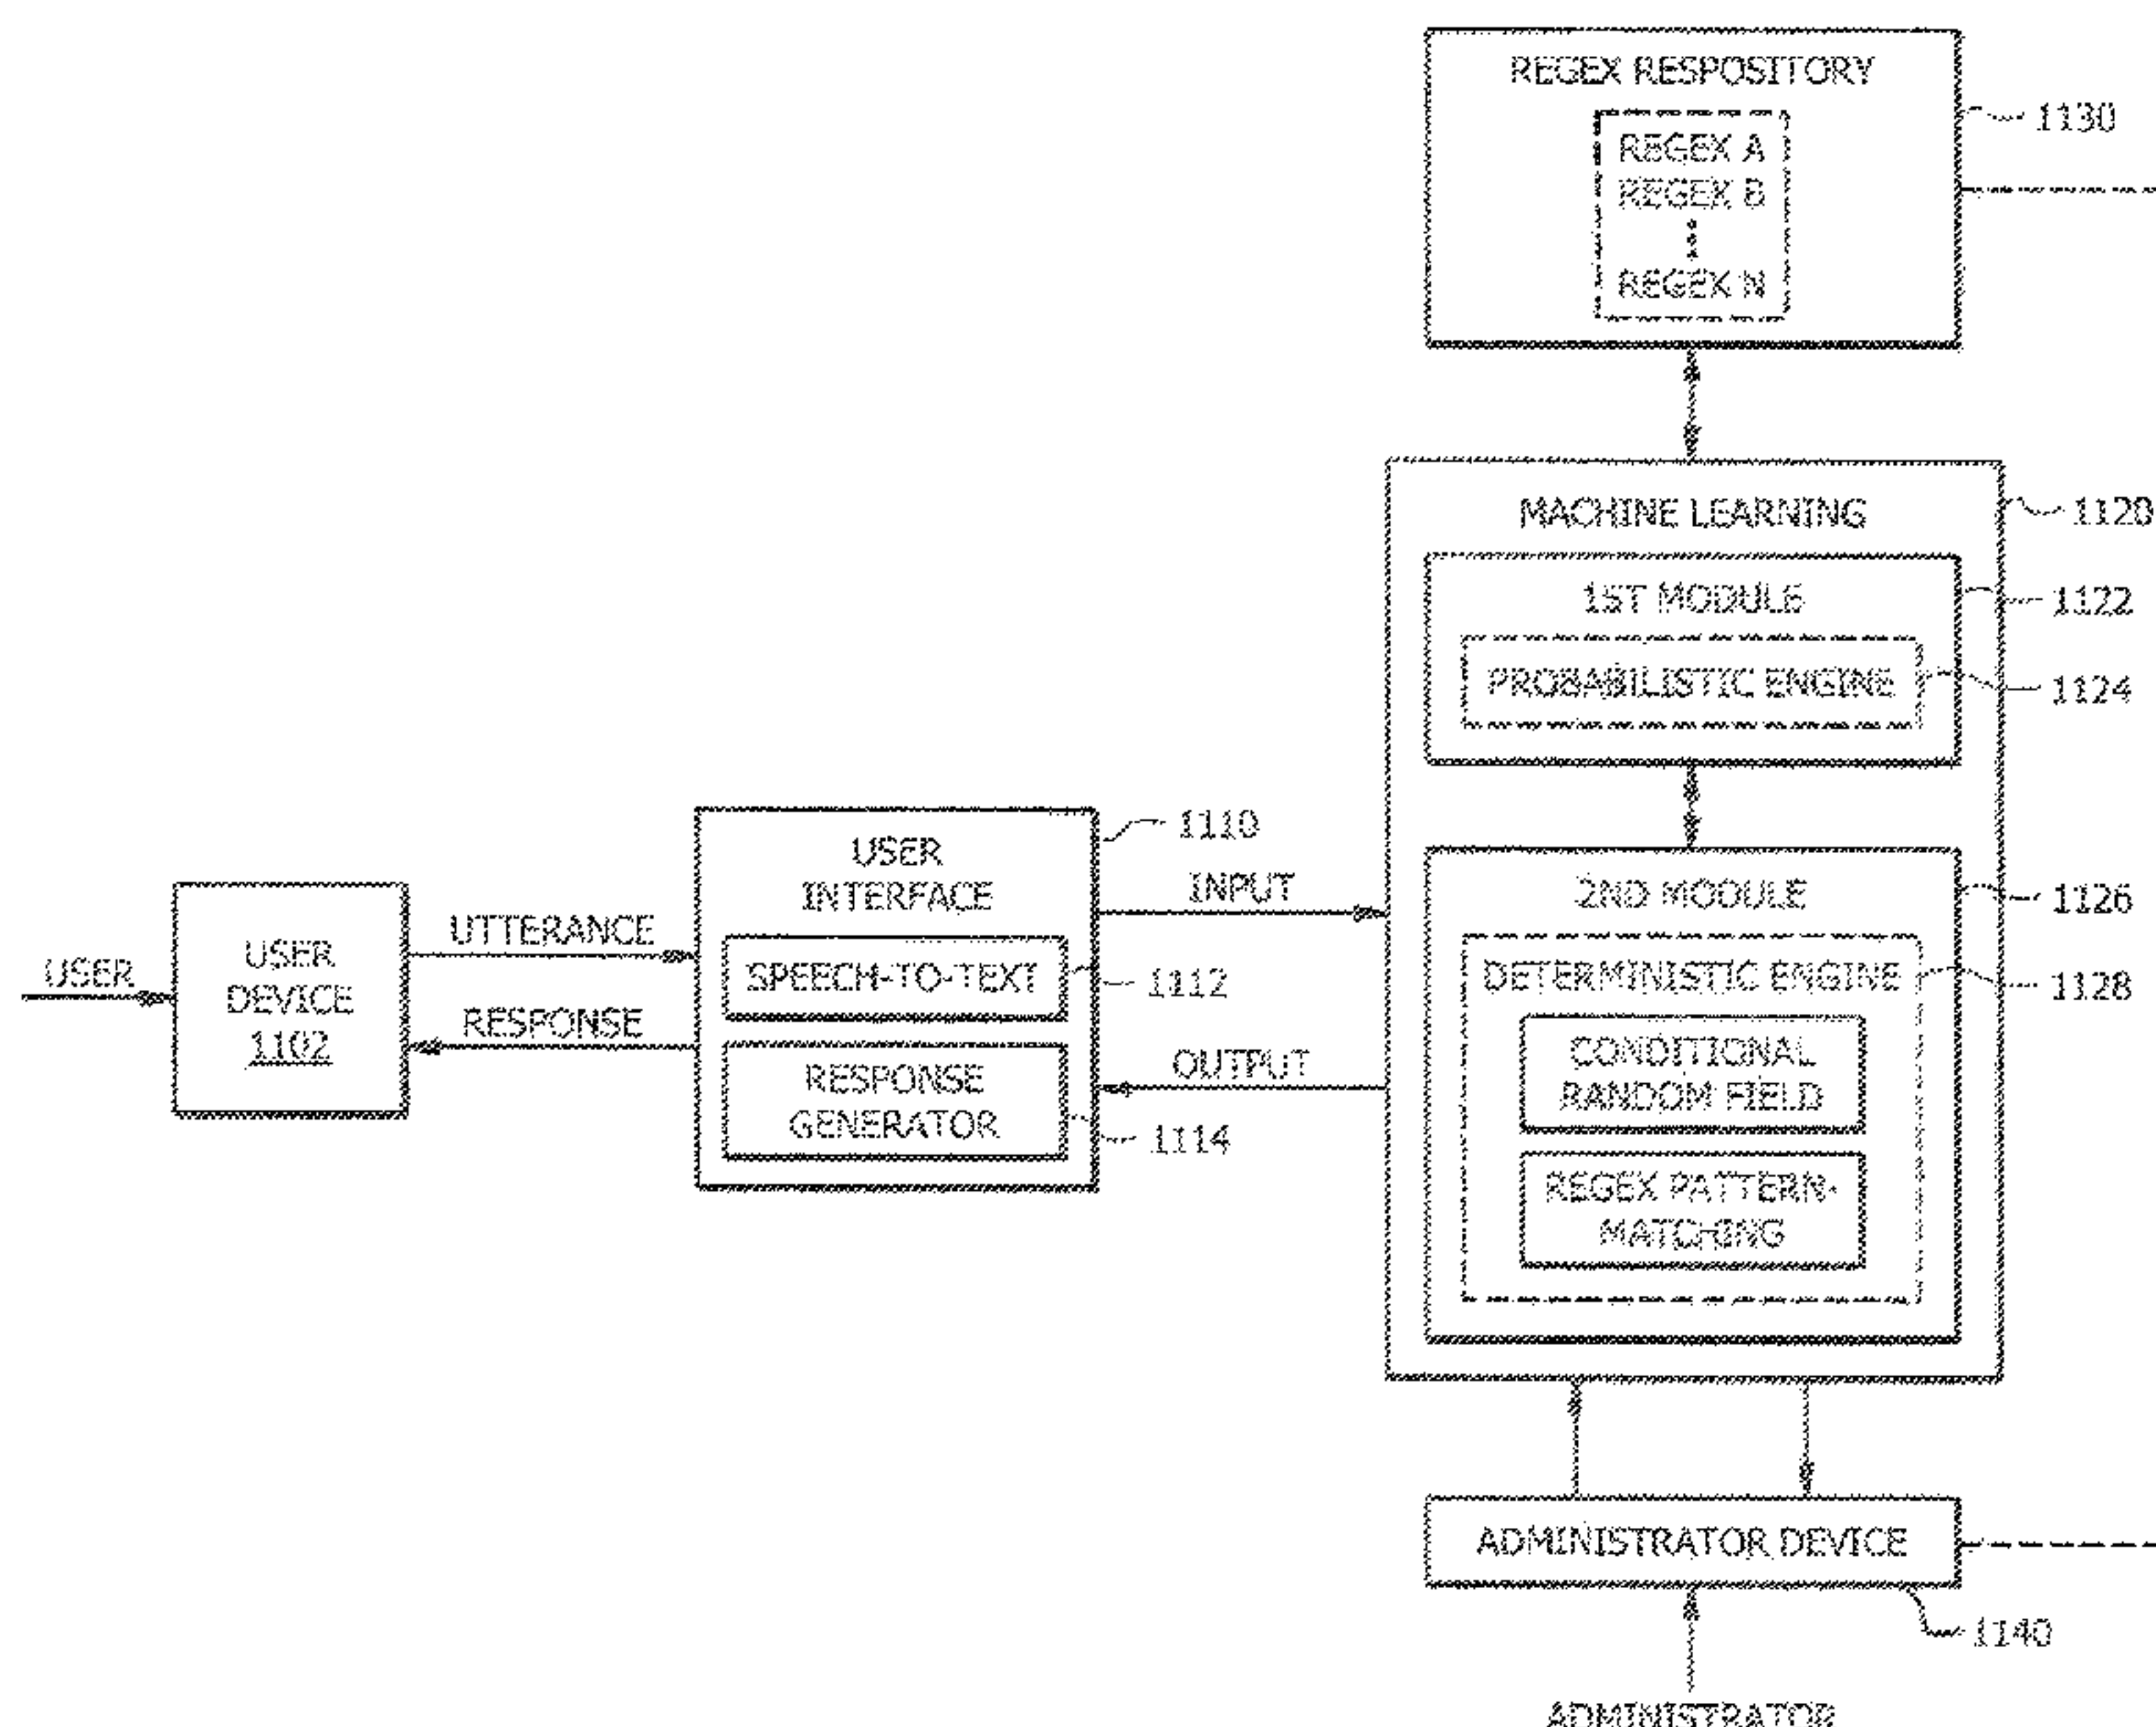 REGEX RESPOSITORY
REGEX A
REGEX B
REGEX N
1130
MACHINE LEARNING
1120
1ST MODULE
1122
PROBABILISTIC ENGINE
1124
2ND MODULE
1126
DETERMINISTIC ENGINE
1128
CONDITIONAL
RANDOM FIELD
REGEX PATTERN-
MATCHING
USER
USER
DEVICE
1102
UTTERANCE
RESPONSE
USER
INTERFACE
1110
SPEECH-TO-TEXT
1112
RESPONSE
GENERATOR
1114
INPUT
OUTPUT
ADMINISTRATOR DEVICE
1140
ADMINISTRATOR